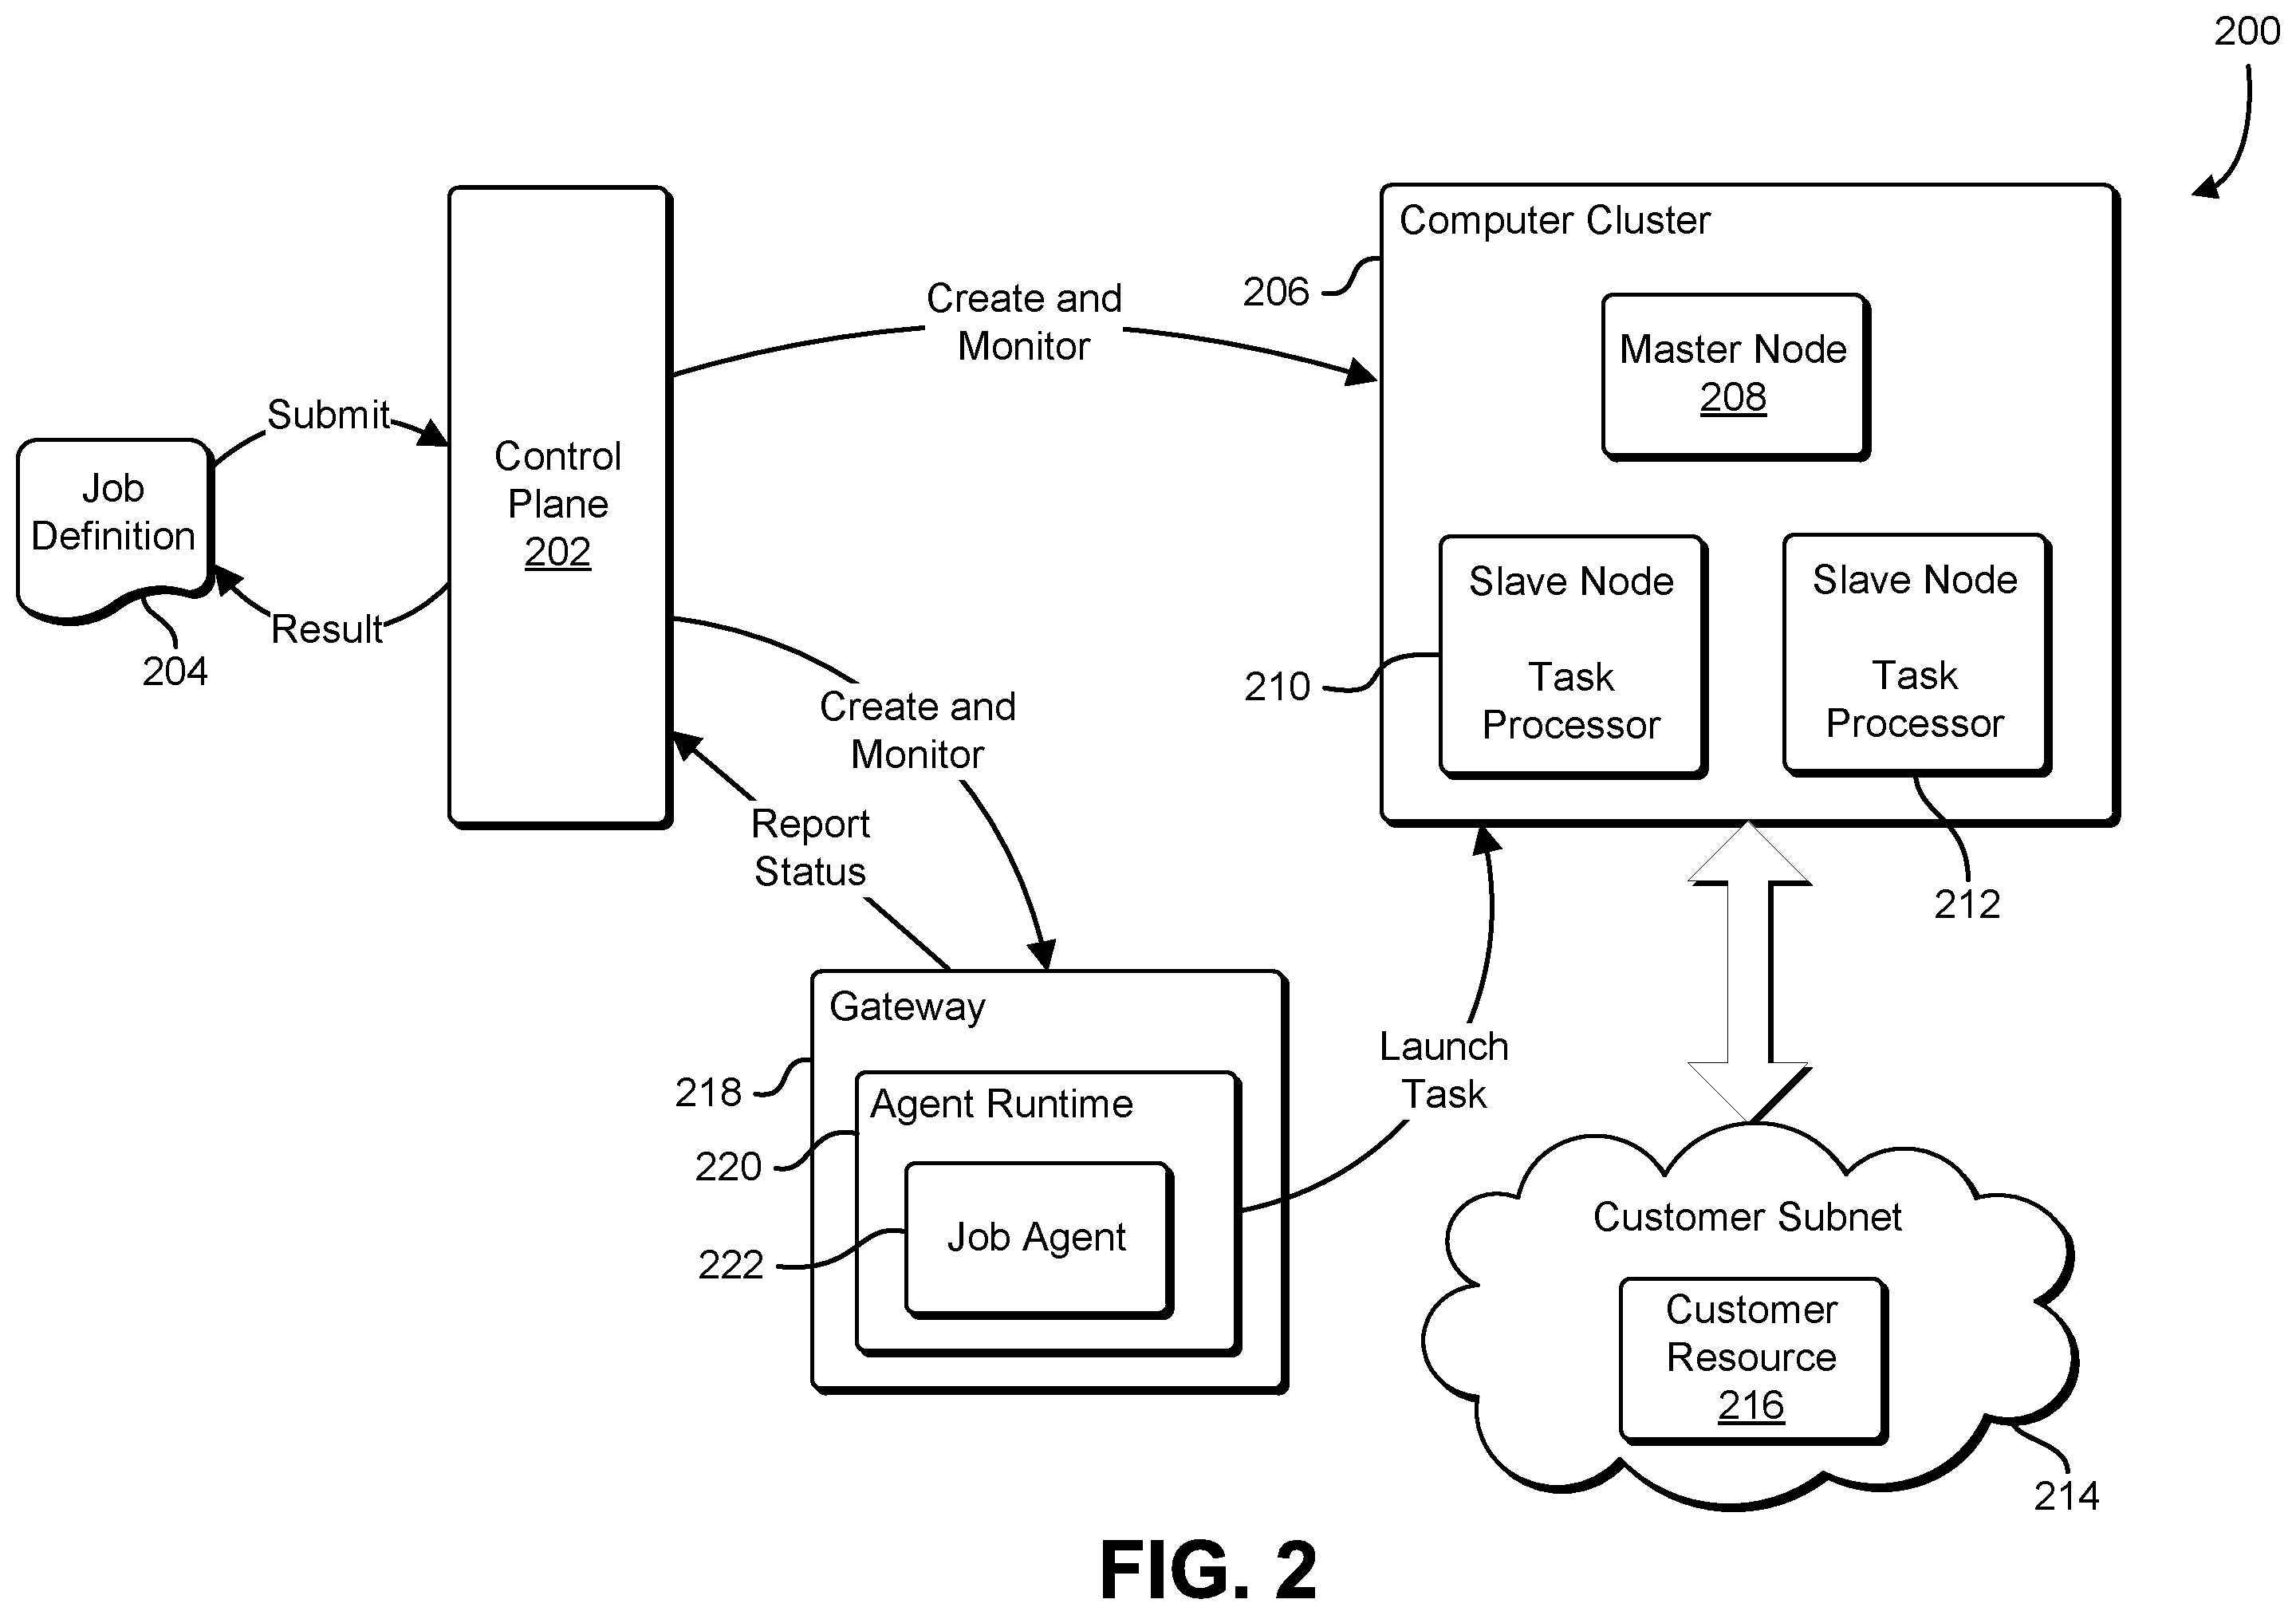 200
Computer Cluster
206
Create and
Monitor
Master Node
208
Submit
Control
Plane
202
Job
Definition
204
Result
Slave Node
Task
Processor
210
Slave Node
Task
Processor
212
Create and
Monitor
Report
Status
Gateway
218
Agent Runtime
220
Job Agent
222
Launch
Task
Customer Subnet
Customer
Resource
216
214
FIG. 2